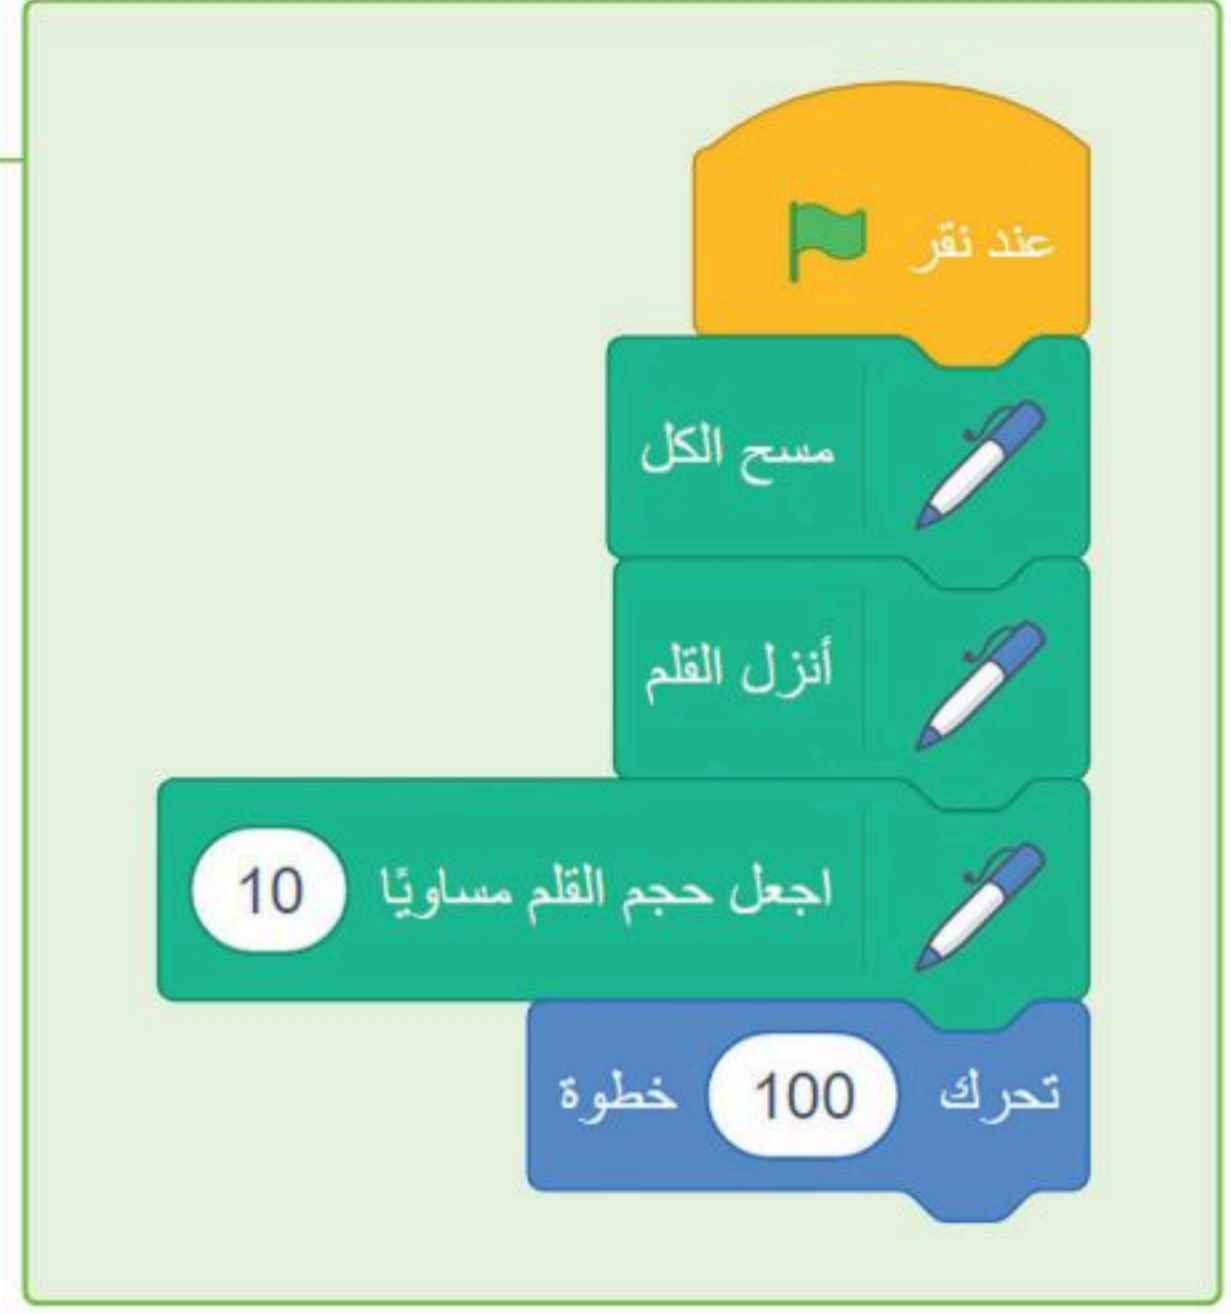 عند نقر
مسح الكل
أنزل القلم
اجعل حجم القلم مساويًا 10
تحرك 100 خطوة